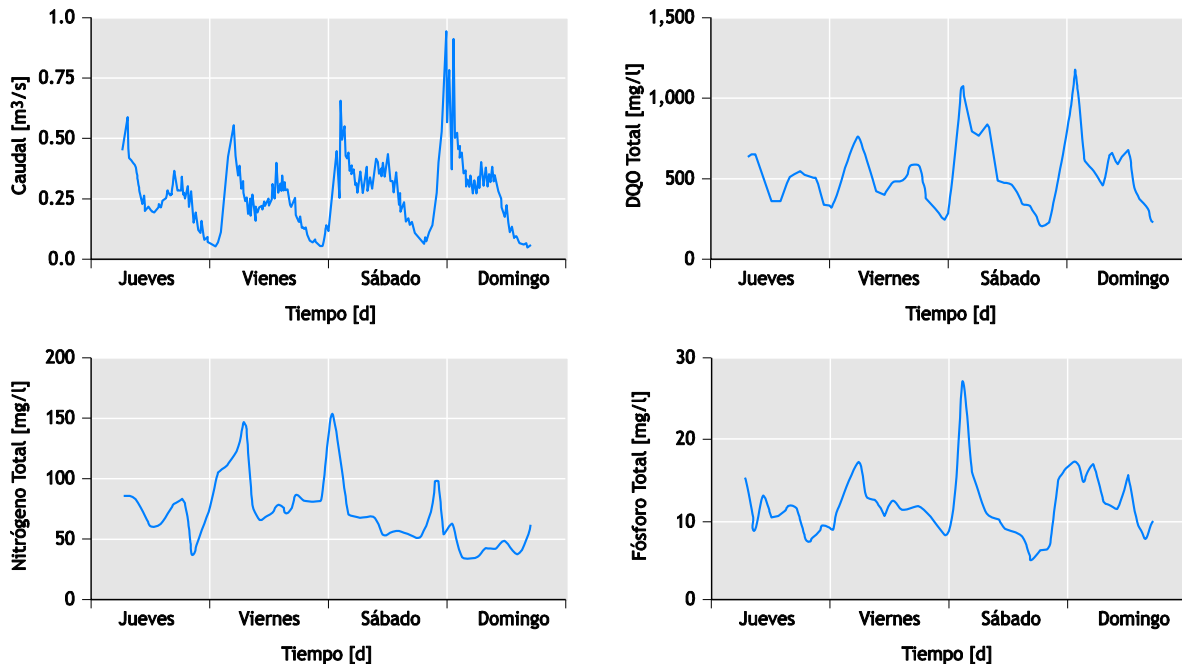 Caudal [m³/s]
1.0
0.75
0.50
0.25
0.0
Jueves Vienes Sábado Domingo
Tiempo [d]
DQO Total [mg/l]
1,500
1,000
500
0
Jueves Viernes Sábado Domingo
Tiempo [d]
Nitrógeno Total [mg/l]
200
150
100
50
0
Jueves Viernes Sábado Domingo
Tiempo [d]
Fósforo Total [mg/l]
30
20
10
0
Jueves Viernes Sábado Domingo
Tiempo [d]